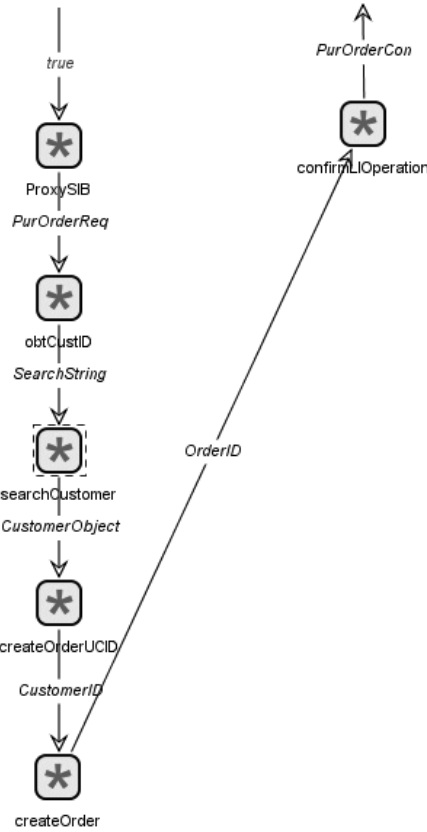 true
ProxySIB
PurOrderReq
obtCustID
SearchString
searchCustomer
CustomerObject
createOrderUCID
CustomerID
createOrder
OrderID
PurOrderCon
confirmLIOperation